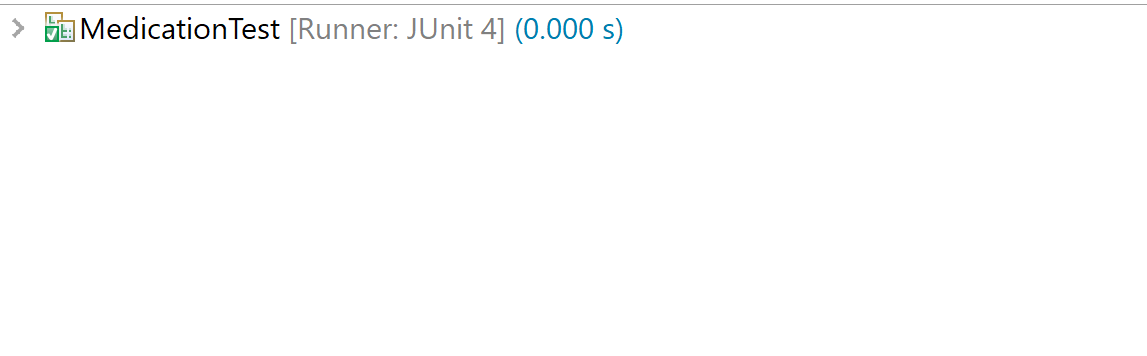 MedicationTest [Runner: JUnit 4] (0.000 s)